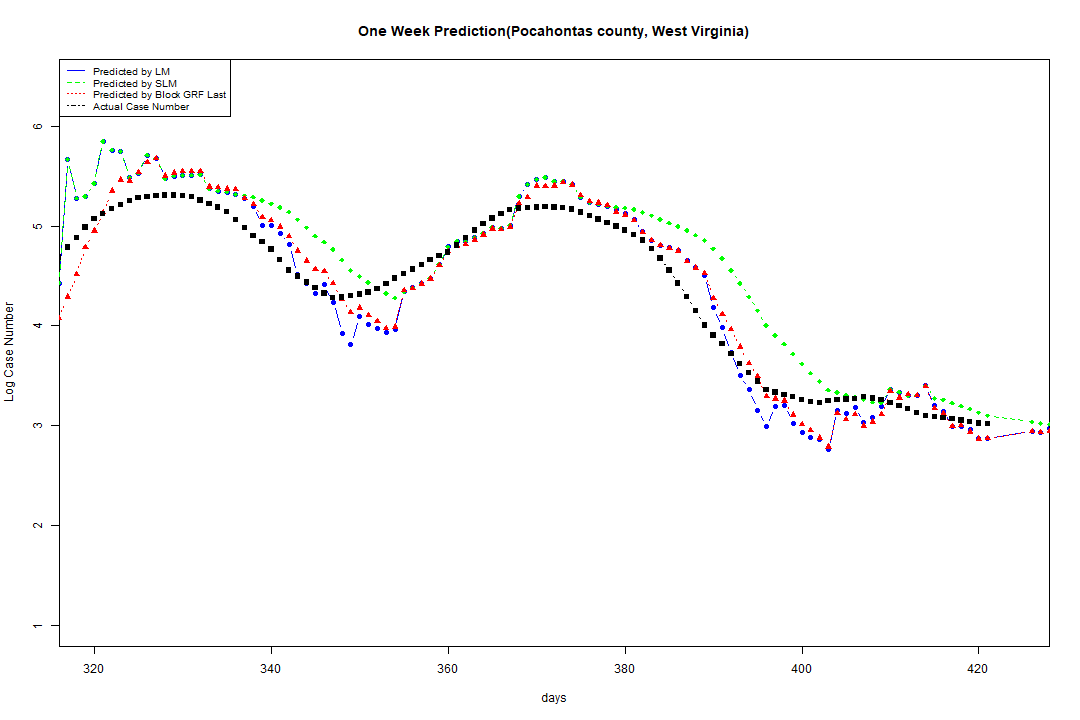 One Week Prediction(Pocahontas county, West Virginia)
Predicted by LM
Predicted by SLM
Predicted by Block GRF Last
Actual Case Number
6
5
4
3
2
1
Log Case Number
320 340 360 380 400 420
days